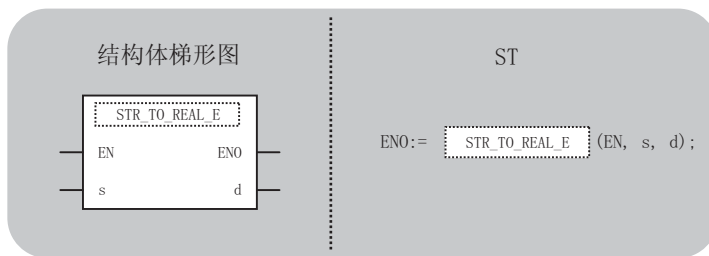 结构体梯形图
STR_TO_REAL_E
EN ENO
s d
ST
ENO:= STR_TO_REAL_E (EN, s, d);